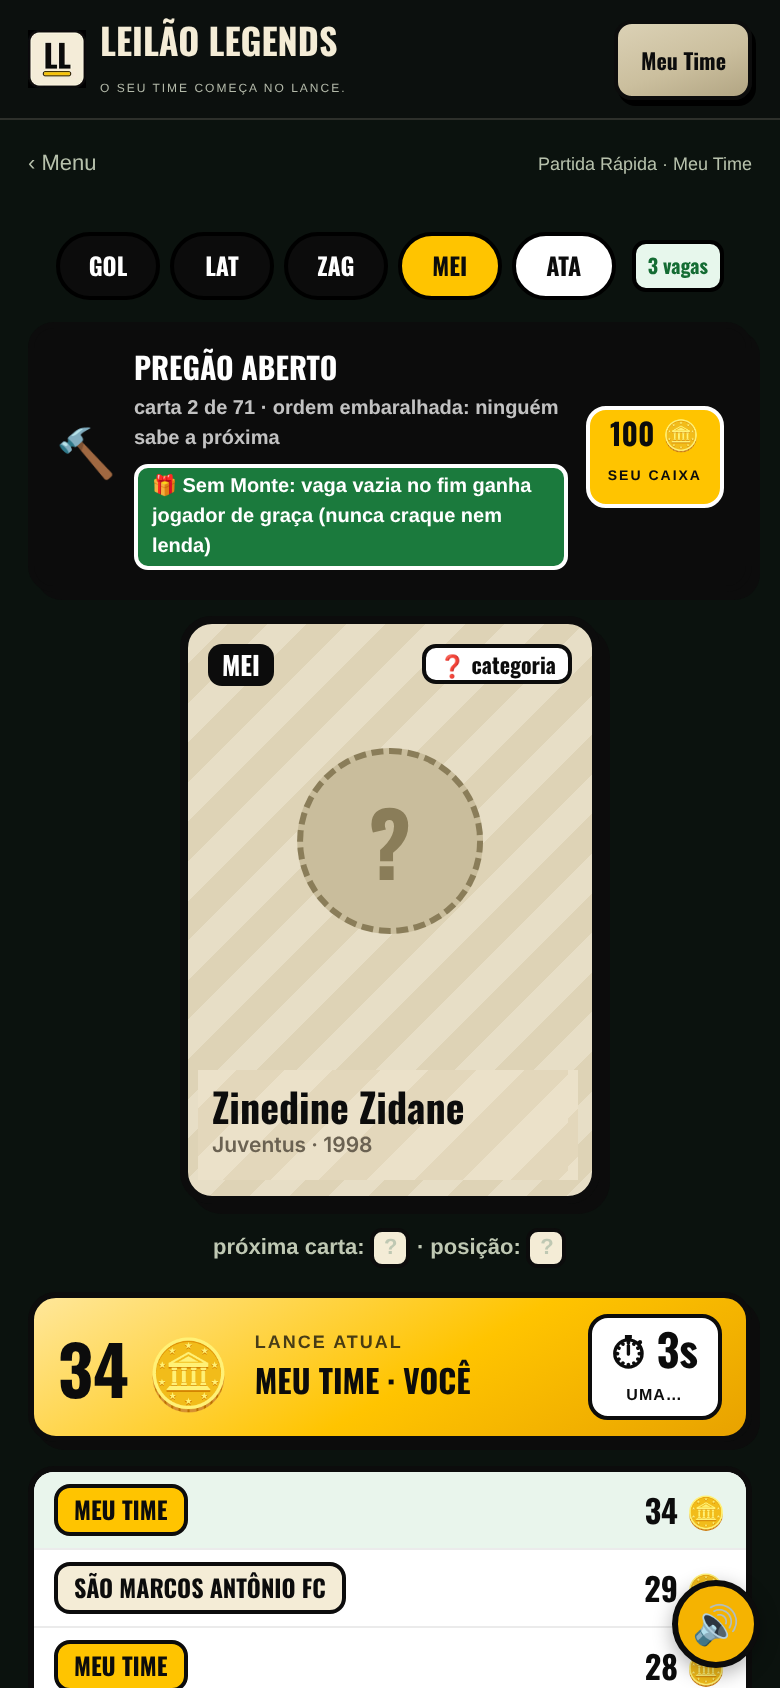 LL
LEILÃO LEGENDS
O SEU TIME COMEÇA NO LANCE.
Meu Time
‹ Menu
Partida Rápida · Meu Time
GOL
LAT
ZAG
MEI
ATA
3 vagas
PREGÃO ABERTO
carta 2 de 71 · ordem embaralhada: ninguém
sabe a próxima
🎁 Sem Monte: vaga vazia no fim ganha
jogador de graça (nunca craque nem
lenda)
100
SEU CAIXA
MEI
❓ categoria
?
Zinedine Zidane
Juventus · 1998
próxima carta: ? · posição: ?
34
LANCE ATUAL
MEU TIME · VOCÊ
⏱ 3s
UMA...
MEU TIME
34
SÃO MARCOS ANTÔNIO FC
29
MEU TIME
28